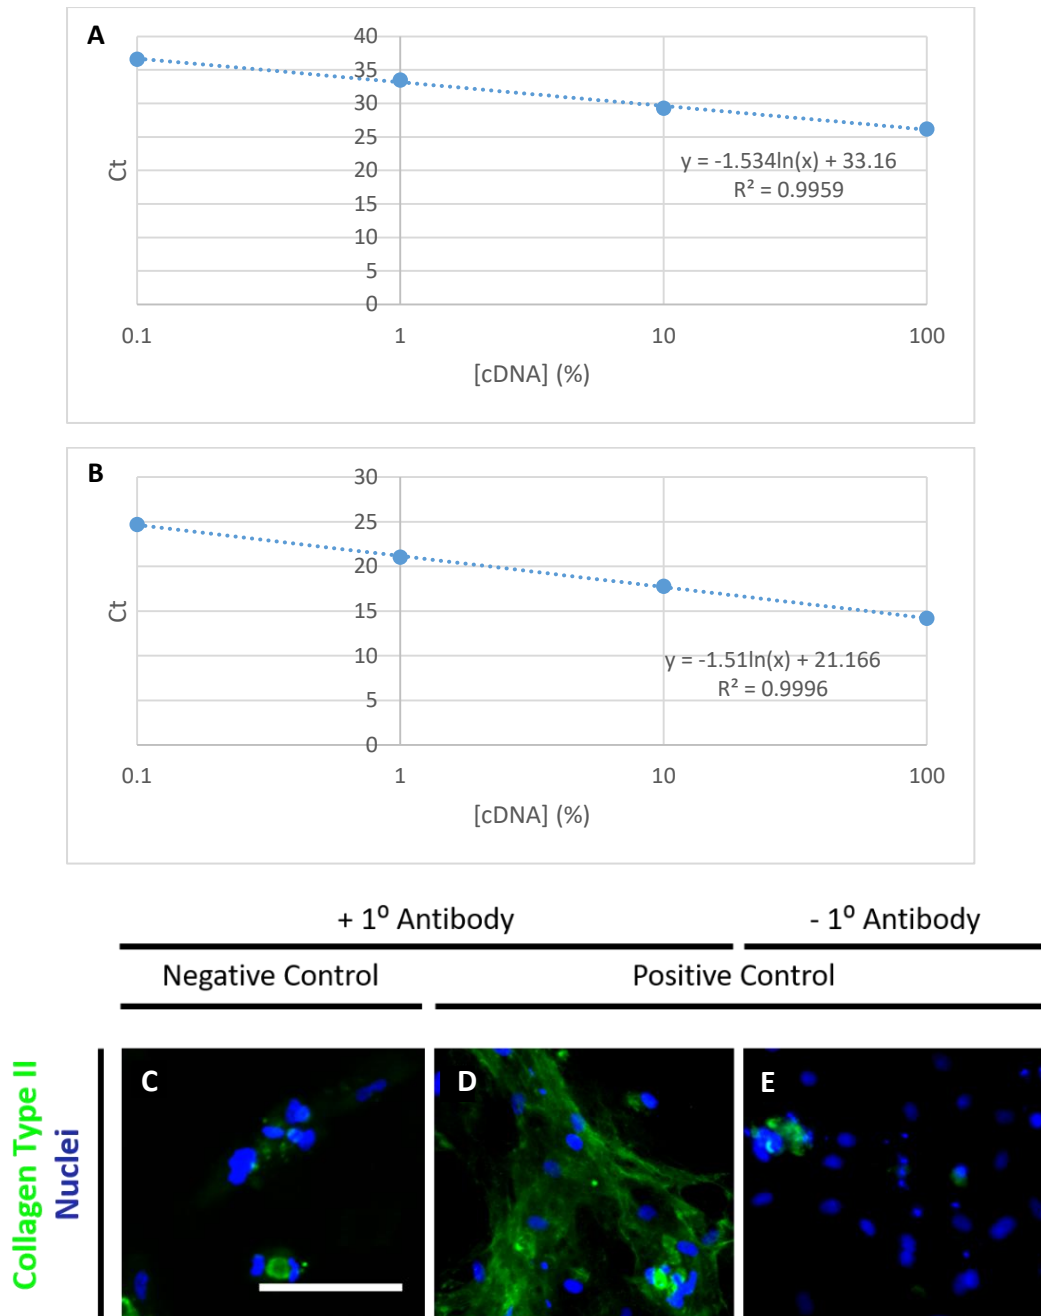 A
40
35
30
25
20
15
10
5
0
Ct
y = -1.534ln(x) + 33.16
R² = 0.9959
0.1 1 10 100
[cDNA] (%)
B
30
25
20
15
10
5
0
Ct
y = -1.51ln(x) + 21.166
R² = 0.9996
0.1 1 10 100
[cDNA] (%)
+ 1⁰ Antibody - 1⁰ Antibody
Negative Control Positive Control
Collagen Type II
Nuclei
C D E